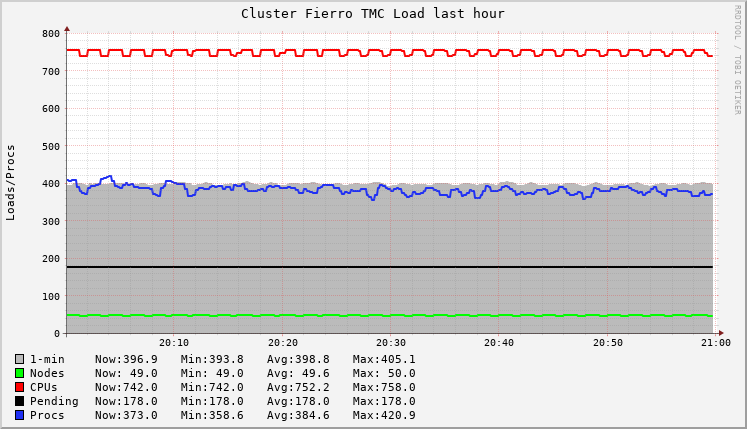 Cluster Fierro TMC Load last hour
RRDTOOL / TOBI OETIKER
Loads/Procs
800
700
600
500
400
300
200
100
0
20:10 20:20 20:30 20:40 20:50 21:00
1-min Now:396.9 Min:393.8 Avg:398.8 Max:405.1
Nodes Now: 49.0 Min: 49.0 Avg: 49.6 Max: 50.0
CPUs Now:742.0 Min:742.0 Avg:752.2 Max:758.0
Pending Now:178.0 Min:178.0 Avg:178.0 Max:178.0
Procs Now:373.0 Min:358.6 Avg:384.6 Max:420.9